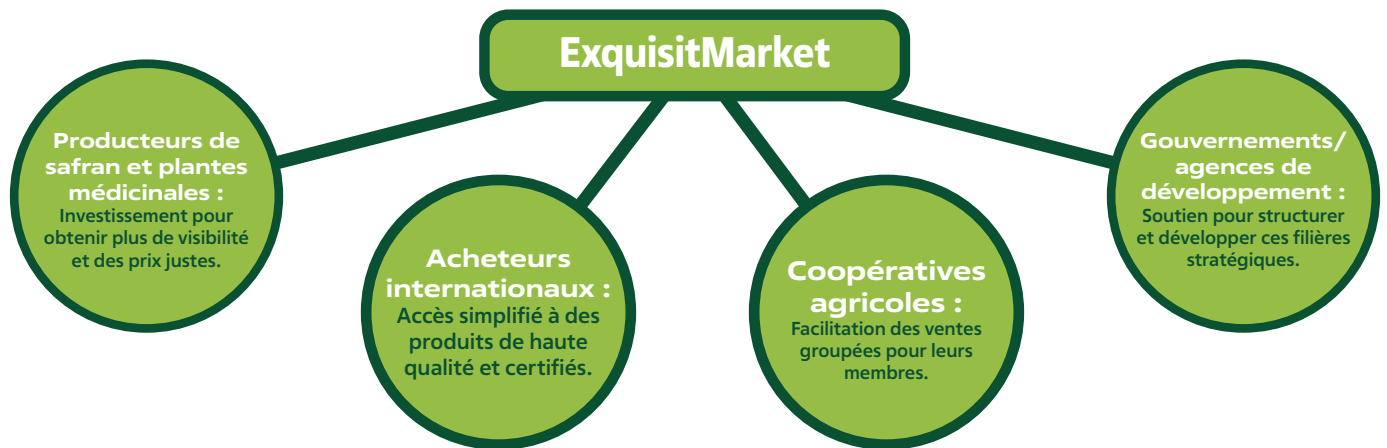 ExquisitMarket
Producteurs de
safran et plantes
médicinales :
Investissement pour
obtenir plus de visibilité
et des prix justes.
Acheteurs
internationaux :
Accès simplifié à des
produits de haute
qualité et certifiés.
Coopératives
agricoles :
Facilitation des ventes
groupées pour leurs
membres.
Gouvernements/
agences de
développement :
Soutien pour structurer
et développer ces filières
stratégiques.